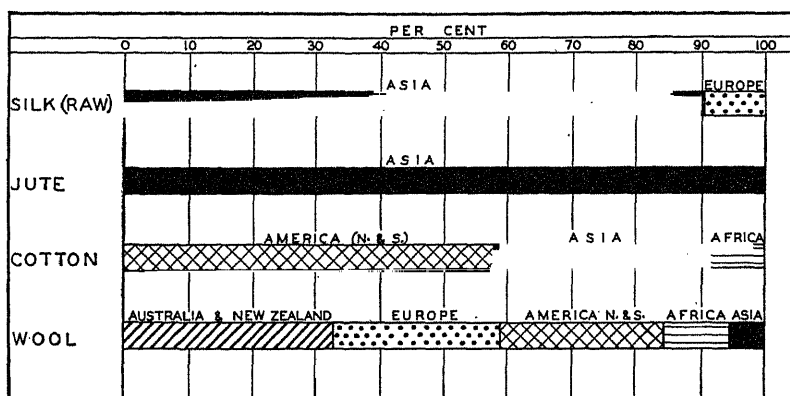 PER CENT
0 10 20 30 40 50 60 70 80 90 100
ASIA EUROPE
SILK (RAW)
ASIA
JUTE
AMERICA (N. & S.) ASIA AFRICA
COTTON
AUSTRALIA & NEW ZEALAND EUROPE AMERICA N. & S. AFRICA ASIA
WOOL